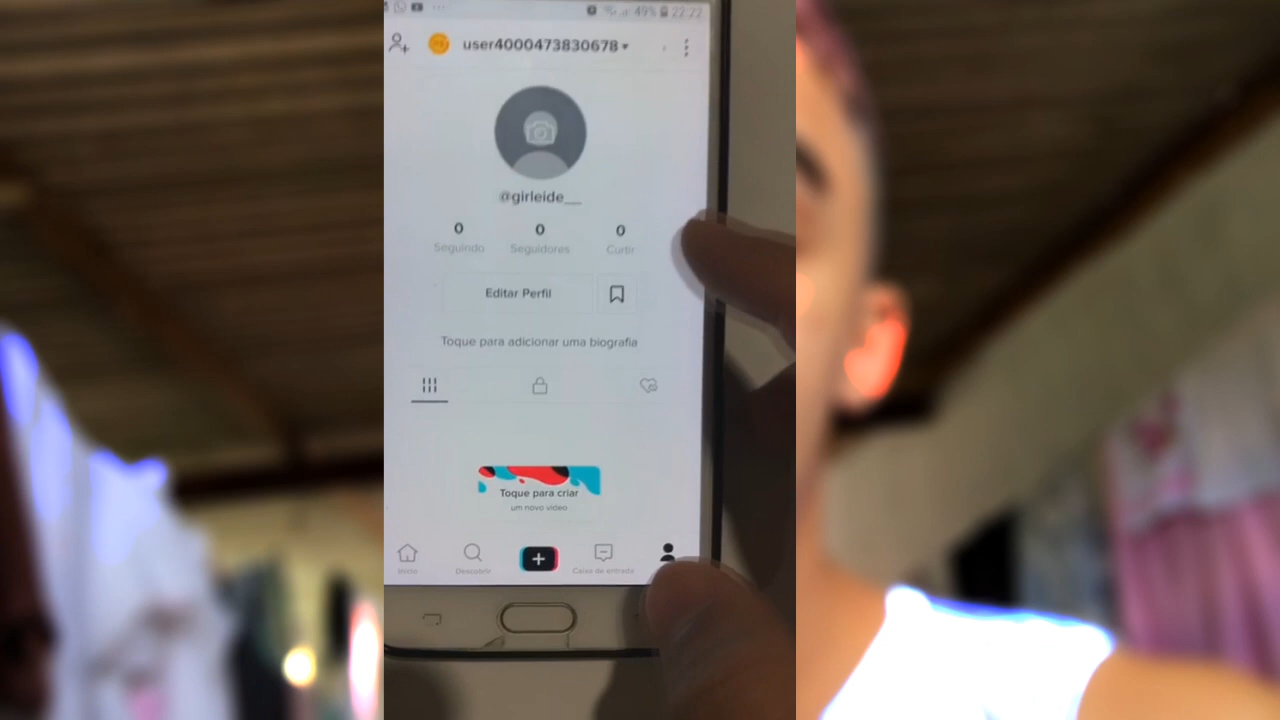 49% 22:22
user4000473830678
@girleide__
0 0 0
Seguindo Seguidores Curtir
Editar Perfil
Toque para adicionar uma biografia
Toque para criar
um novo vídeo
Início Descobrir Caixa de entrada